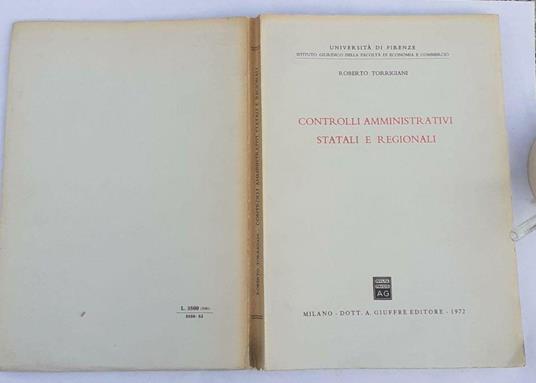 UNIVERSITÀ DI FIRENZE
ISTITUTO GIURIDICO DELLA FACOLTÀ DI ECONOMIA E COMMERCIO
ROBERTO TORRIGIANI
CONTROLLI AMMINISTRATIVI
STATALI E REGIONALI
AG
MILANO - DOTT. A. GIUFFRÈ EDITORE - 1972
ROBERTO TORRIGIANI - CONTROLLI AMMINISTRATIVI STATALI E REGIONALI
L. 3500